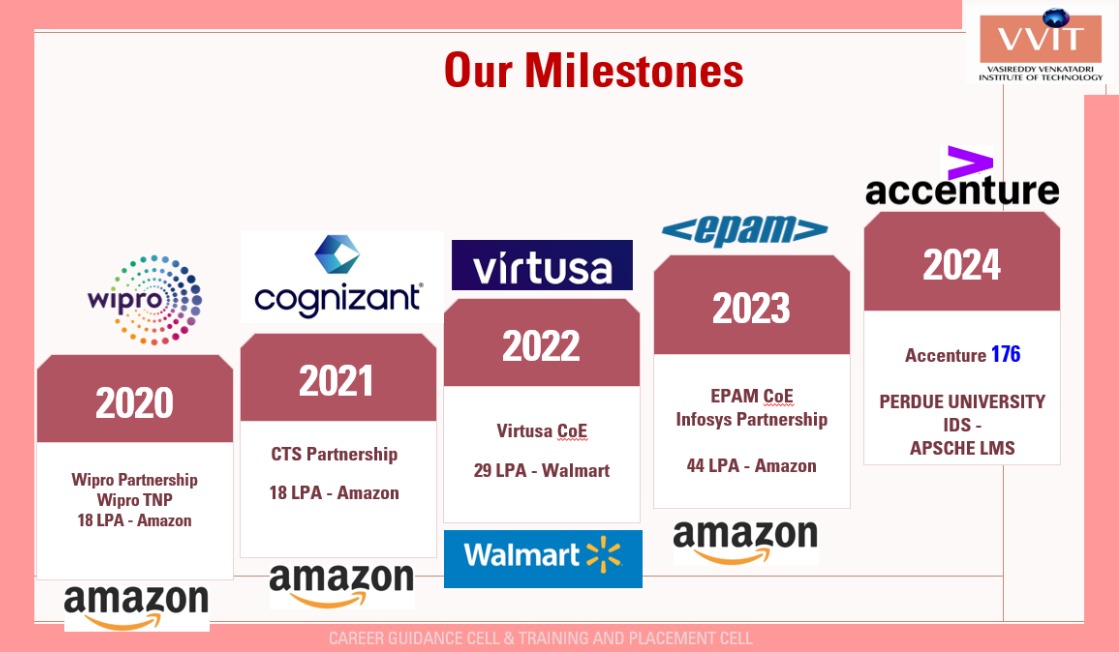 Our Milestones
VVIT
VASIREDDY VENKATADRI
INSTITUTE OF TECHNOLOGY
wipro
2020
Wipro Partnership
Wipro TNP
18 LPA - Amazon
amazon
cognizant
2021
CTS Partnership
18 LPA - Amazon
amazon
virtusa
2022
Virtusa CoE
29 LPA - Walmart
Walmart
<epam>
2023
EPAM CoE
Infosys Partnership
44 LPA - Amazon
amazon
accenture
2024
Accenture 176
PERDUE UNIVERSITY
IDS -
APSCHE LMS
CAREER GUIDANCE CELL & TRAINING AND PLACEMENT CELL